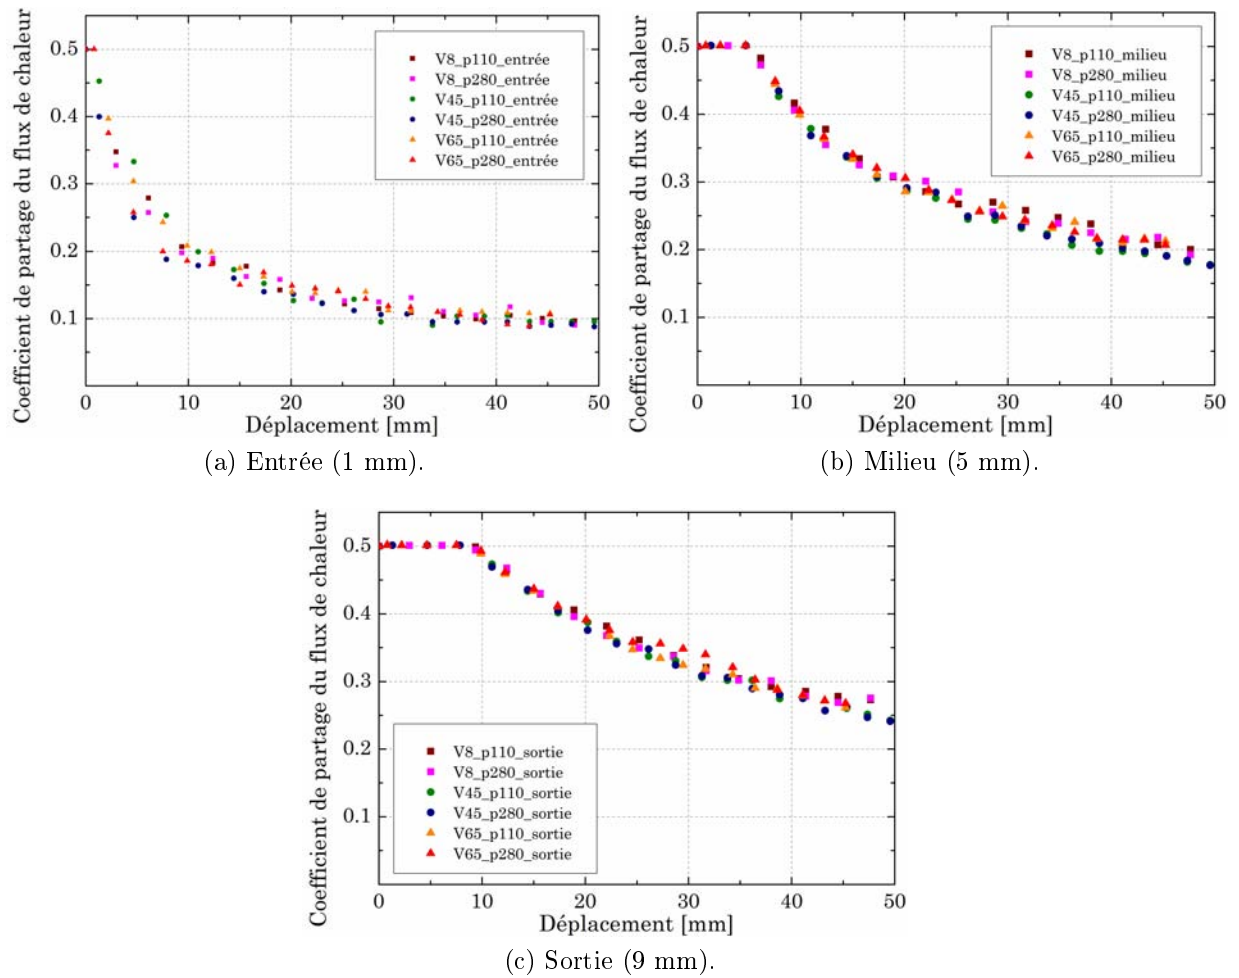 Coefficient de partage du flux de chaleur
0.5
0.4
0.3
0.2
0.1
V8_p110_entrée
V8_p280_entrée
V45_p110_entrée
V45_p280_entrée
V65_p110_entrée
V65_p280_entrée
0 10 20 30 40 50
Déplacement [mm]
(a) Entrée (1 mm).
Coefficient de partage du flux de chaleur
0.5
0.4
0.3
0.2
0.1
V8_p110_milieu
V8_p280_milieu
V45_p110_milieu
V45_p280_milieu
V65_p110_milieu
V65_p280_milieu
0 10 20 30 40 50
Déplacement [mm]
(b) Milieu (5 mm).
Coefficient de partage du flux de chaleur
0.5
0.4
0.3
0.2
0.1
V8_p110_sortie
V8_p280_sortie
V45_p110_sortie
V45_p280_sortie
V65_p110_sortie
V65_p280_sortie
0 10 20 30 40 50
Déplacement [mm]
(c) Sortie (9 mm).